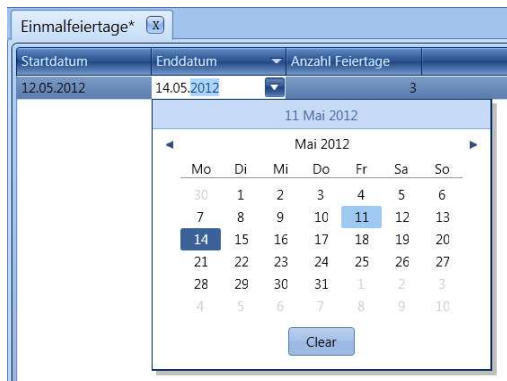 Einmalfeiertage* X
Startdatum Enddatum Anzahl Feiertage
12.05.2012 14.05.2012 3
11 Mai 2012
Mai 2012
Mo Di Mi Do Fr Sa So
30 1 2 3 4 5 6
7 8 9 10 11 12 13
14 15 16 17 18 19 20
21 22 23 24 25 26 27
28 29 30 31 1 2 3
4 5 6 7 8 9 10
Clear